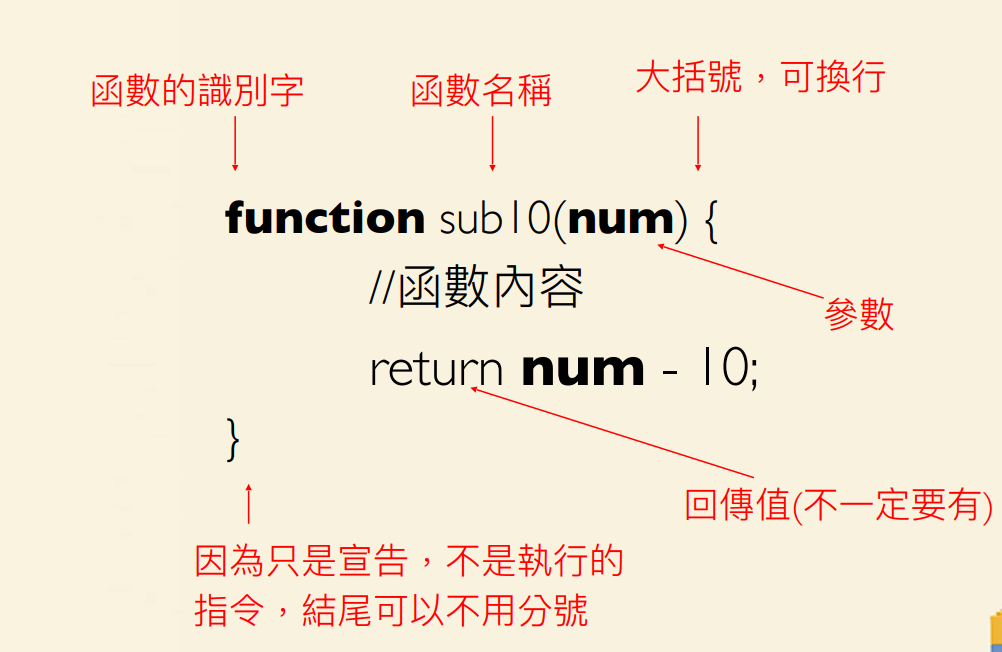 函數的識別字
函數名稱
大括號，可換行
function sub10(num) {
//函數內容
參數
return num - 10;
}
回傳值(不一定要有)
因為只是宣告，不是執行的
指令，結尾可以不用分號